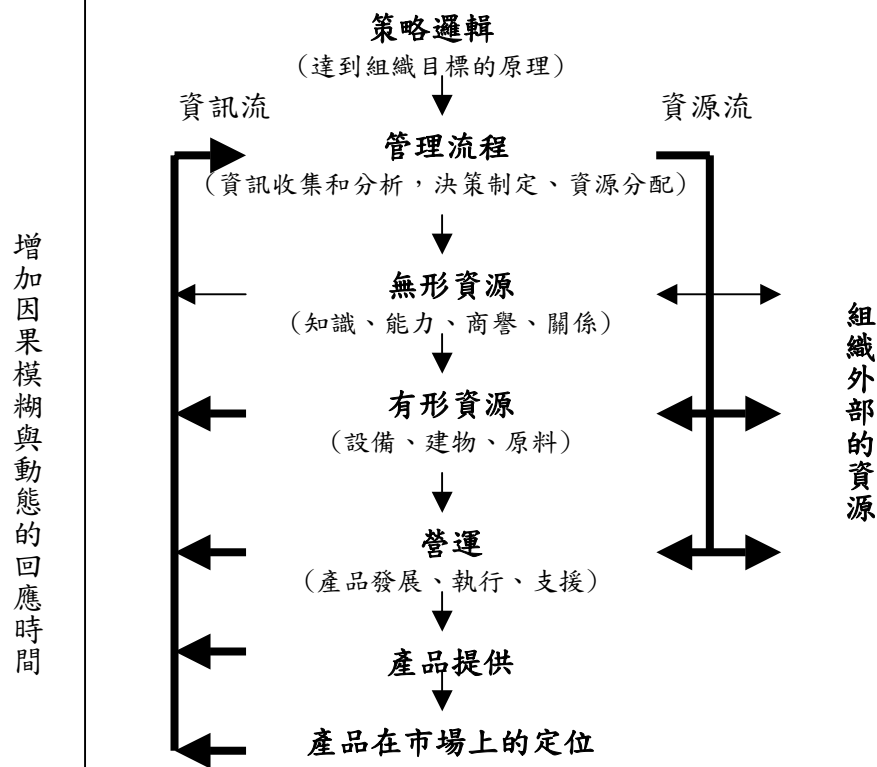 策略邏輯
（達到組織目標的原理）
資訊流
資源流
管理流程
（資訊收集和分析，決策制定、資源分配）
增加因果模糊與動態的回應時間
無形資源
（知識、能力、商譽、關係）
組織外部的資源
有形資源
（設備、建物、原料）
營運
（產品發展、執行、支援）
產品提供
產品在市場上的定位